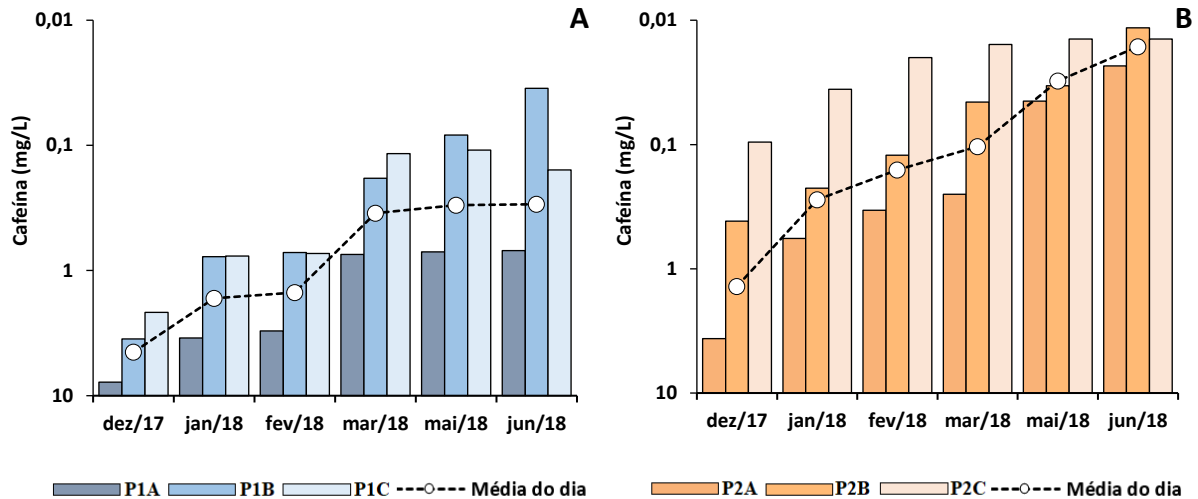 A
Cafeína (mg/L)
0,01
0,1
1
10
dez/17 jan/18 fev/18 mar/18 mai/18 jun/18
P1A P1B P1C Média do dia
B
Cafeína (mg/L)
0,01
0,1
1
10
dez/17 jan/18 fev/18 mar/18 mai/18 jun/18
P2A P2B P2C Média do dia